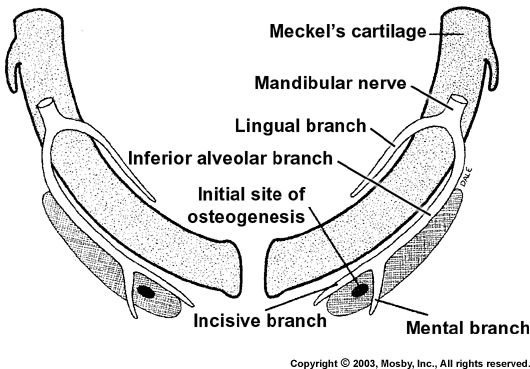 Meckel's cartilage
Mandibular nerve
Lingual branch
Inferior alveolar branch
DALE
Initial site of
osteogenesis
Incisive branch
Mental branch
Copyright © 2003, Mosby, Inc., All rights reserved.